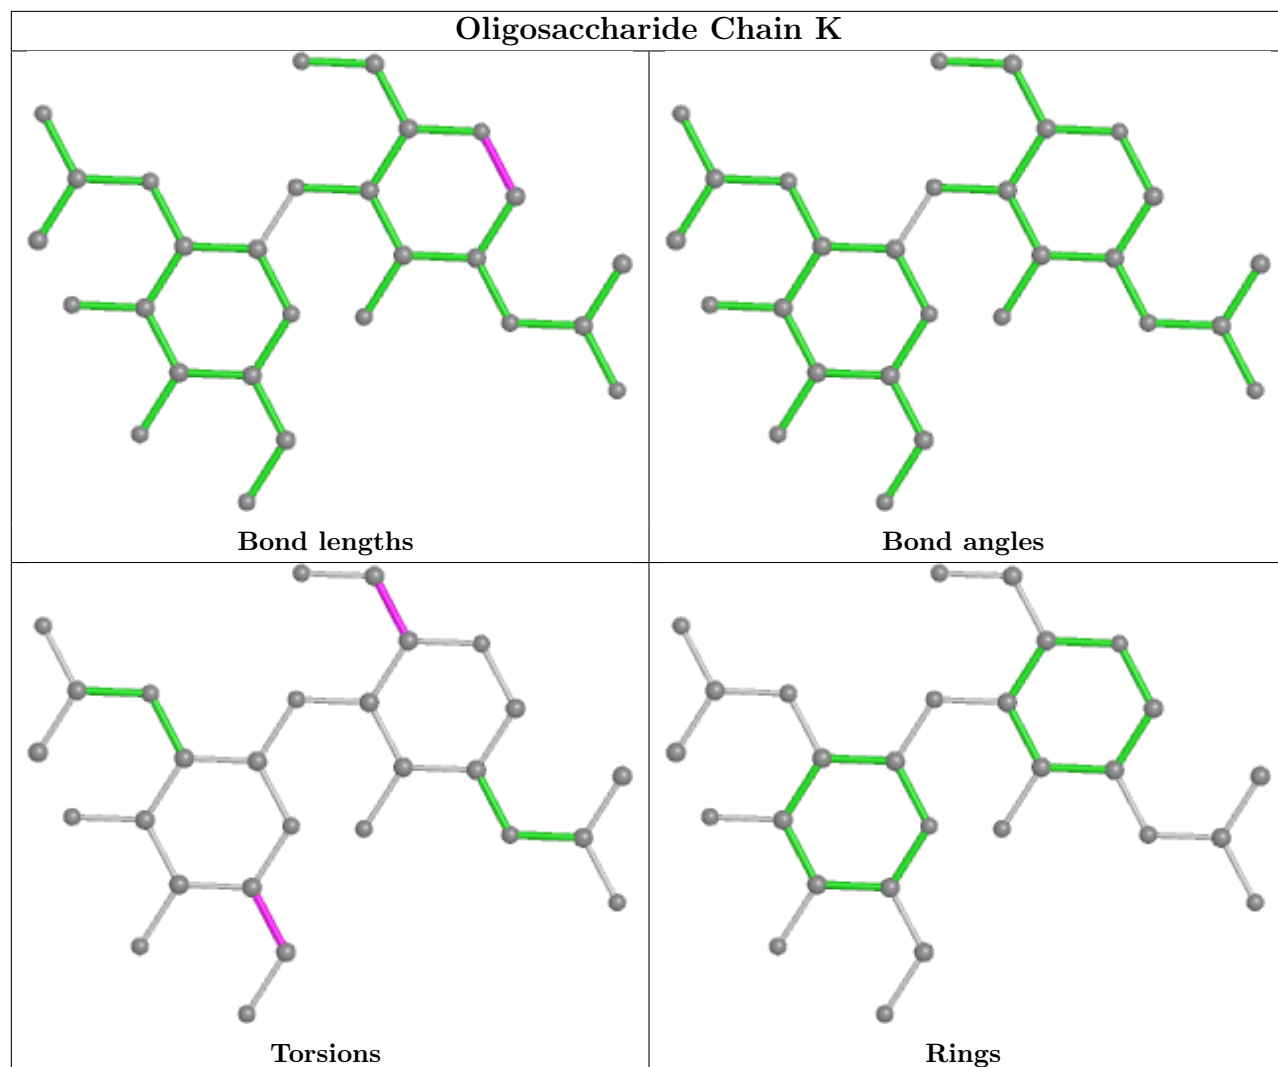 Oligosaccharide Chain K
Bond lengths
Bond angles
Torsions
Rings